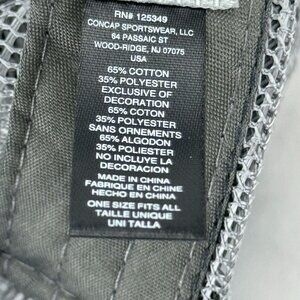 RN# 125349
CONCAP SPORTSWEAR, LLC
64 PASSAIC ST
WOOD-RIDGE, NJ 07075
USA
65% COTTON
35% POLYESTER
EXCLUSIVE OF
DECORATION
65% COTON
35% POLYESTER
SANS ORNEMENTS
65% ALGODON
35% POLIESTER
NO INCLUYE LA
DECORACION
MADE IN CHINA
FABRIQUE EN CHINE
HECHO EN CHINA
ONE SIZE FITS ALL
TAILLE UNIQUE
UNI TALLA